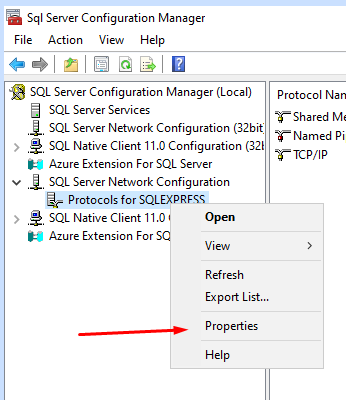 Sql Server Configuration Manager
File Action View Help
SQL Server Configuration Manager (Local)
SQL Server Services
SQL Server Network Configuration (32bit)
SQL Native Client 11.0 Configuration (32b
Azure Extension For SQL Server
SQL Server Network Configuration
Protocols for SQLEXPRESS
SQL Native Client 11.0 C
Azure Extension For SQ
Protocol Nam
Shared Me
Named Pi
TCP/IP
Open
View
Refresh
Export List...
Properties
Help